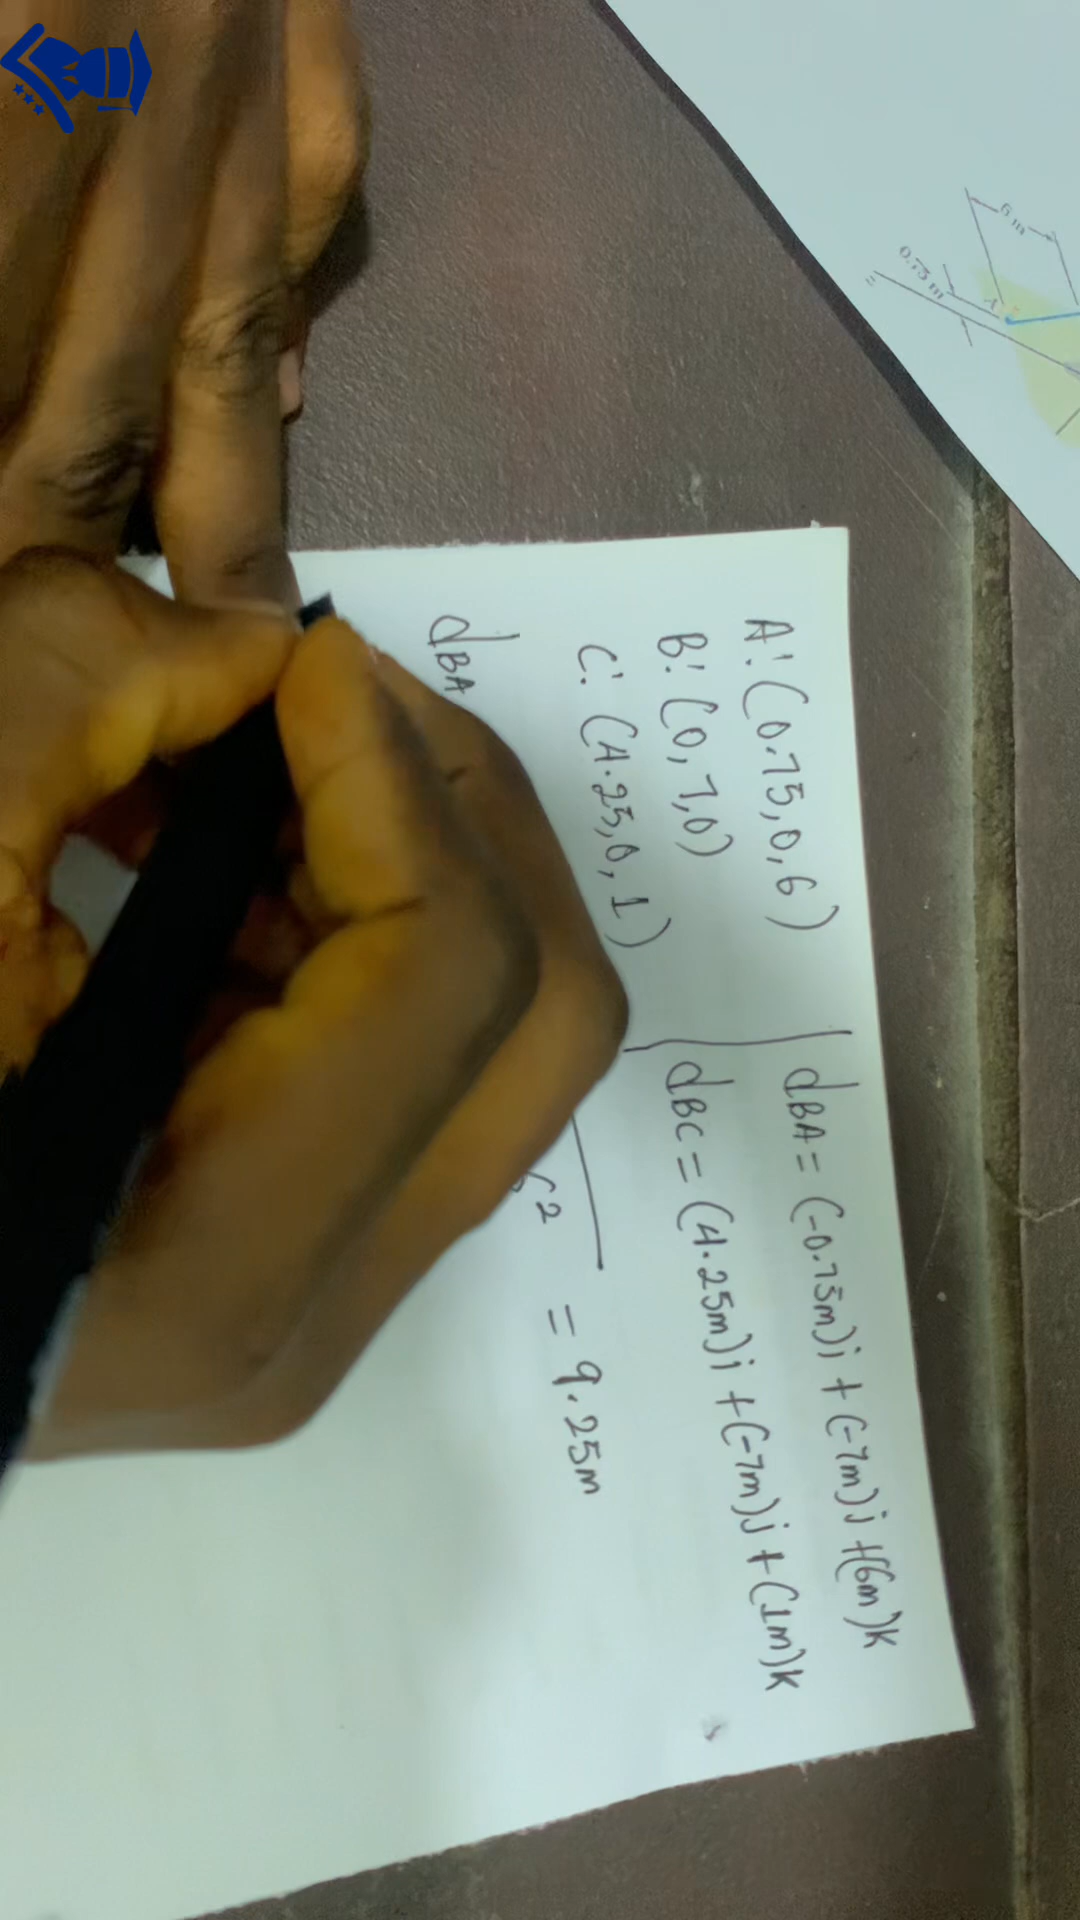 A: (0.75,0,6)
B: (0,7,0)
C: (4.25,0,1)
dBA = (-0.75m)i + (-7m)j + (6m)k
dBC = (4.25m)i + (-7m)j + (1m)k
dBA
6² = 9.25m
6 m
0.75 m
A